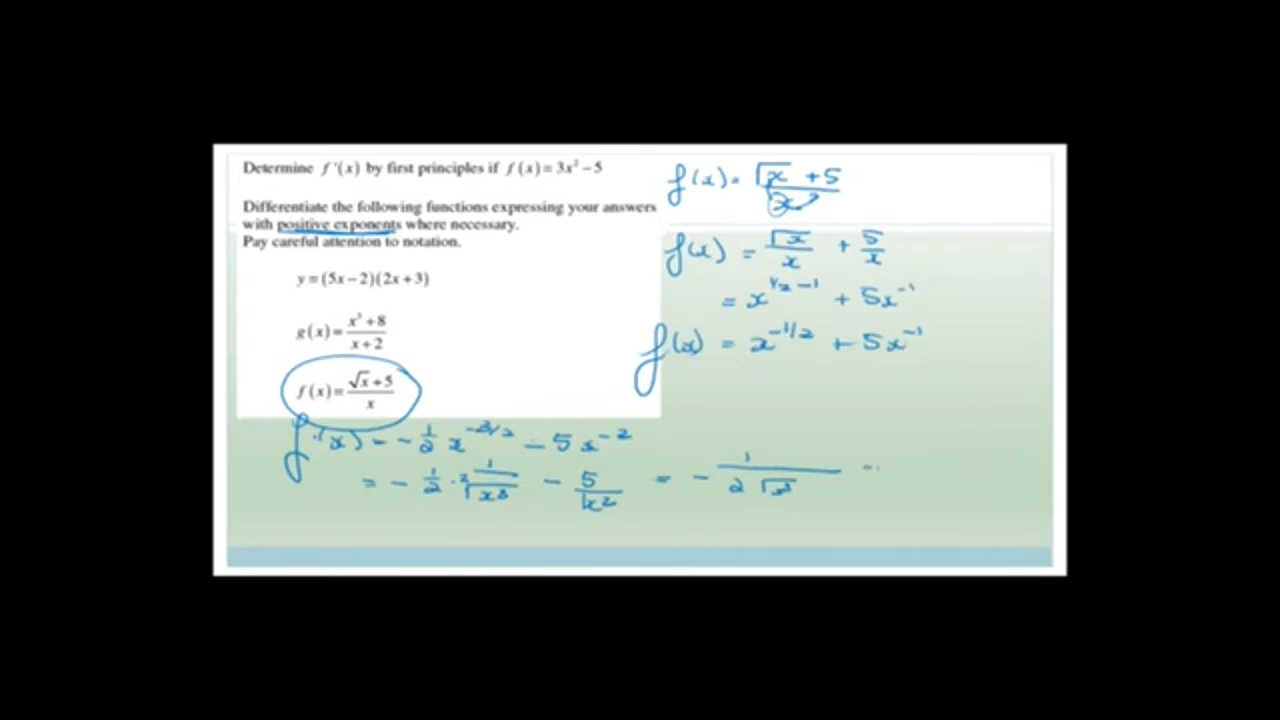 Determine f'(x) by first principles if f(x) = 3x² − 5
Differentiate the following functions expressing your answers
with positive exponents where necessary.
Pay careful attention to notation.
y = (5x − 2)(2x + 3)
g(x) = (x³ + 8)/(x + 2)
f(x) = (√x + 5)/x
f(x) = (√x + 5)/x
f(x) = √x/x + 5/x
= x^(1/2 − 1) + 5x^(−1)
f(x) = x^(−1/2) + 5x^(−1)
f'(x) = − 1/2 x^(−3/2) − 5x^(−2)
= − 1/2 · 1/²√x³ − 5/x² = − 1/(2√x³) −